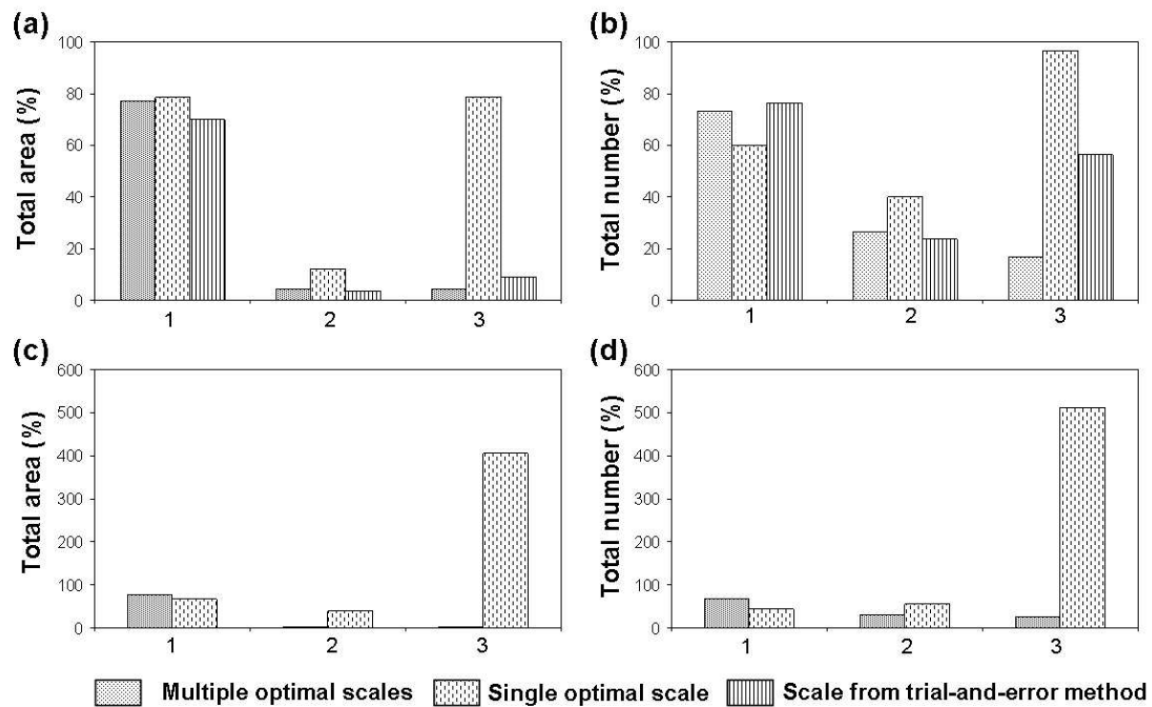 (a)
Total area (%)
100
80
60
40
20
0
1 2 3
(b)
Total number (%)
100
80
60
40
20
0
1 2 3
(c)
Total area (%)
600
500
400
300
200
100
0
1 2 3
(d)
Total number (%)
600
500
400
300
200
100
0
1 2 3
Multiple optimal scales Single optimal scale Scale from trial-and-error method